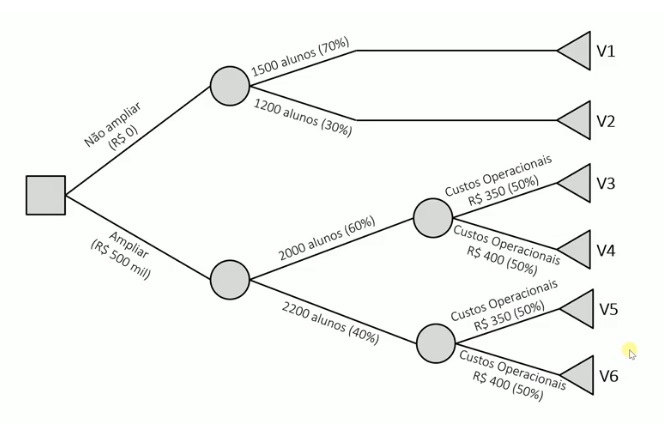 1500 alunos (70%)
V1
1200 alunos (30%)
V2
Não ampliar
(R$ 0)
Ampliar
(R$ 500 mil)
2000 alunos (60%)
Custos Operacionais
R$ 350 (50%)
V3
Custos Operacionais
R$ 400 (50%)
V4
2200 alunos (40%)
Custos Operacionais
R$ 350 (50%)
V5
Custos Operacionais
R$ 400 (50%)
V6